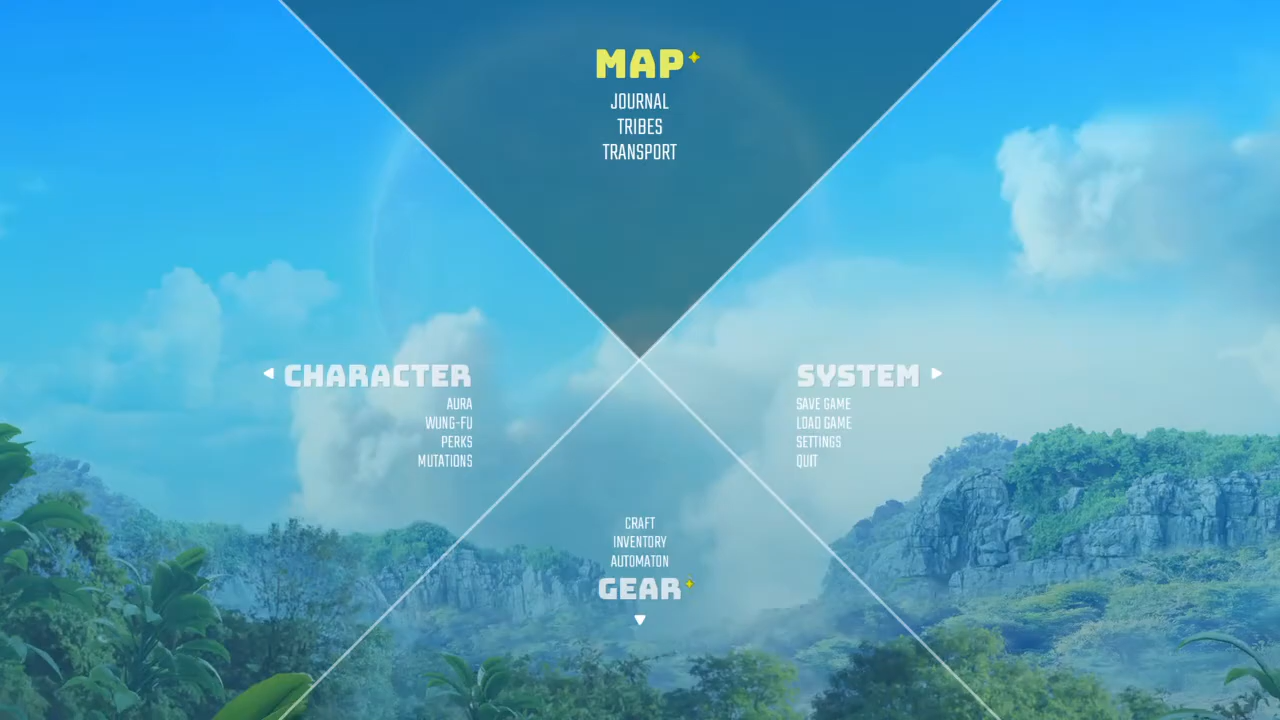 MAP
JOURNAL
TRIBES
TRANSPORT
CHARACTER
AURA
WUNG-FU
PERKS
MUTATIONS
SYSTEM
SAVE GAME
LOAD GAME
SETTINGS
QUIT
CRAFT
INVENTORY
AUTOMATON
GEAR